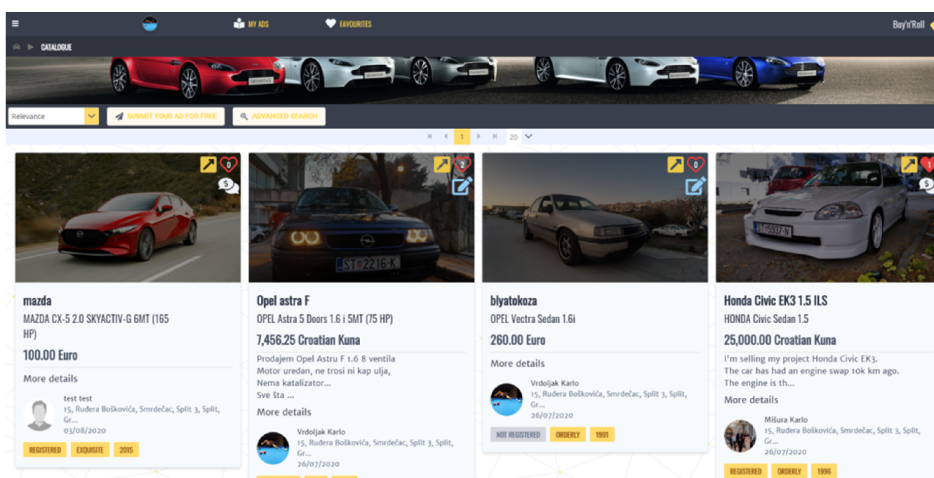 MY ADS
FAVOURITES
Buy'n'Roll
CATALOGUE
Relevance
SUBMIT YOUR AD FOR FREE
ADVANCED SEARCH
1
20
0
5
2
0
1
5
ST 2216-K
mazda
MAZDA CX-5 2.0 SKYACTIV-G 6MT (165
HP)
100.00 Euro
More details
test test
15, Ruđera Boškovića, Smrdečac, Split 3, Split,
Gr...
03/08/2020
REGISTERED
EXQUISITE
2015
Opel astra F
OPEL Astra 5 Doors 1.6 i 5MT (75 HP)
7,456.25 Croatian Kuna
Prodajem Opel Astru F 1.6 8 ventila
Motor uredan, ne trosi ni kap ulja,
Nema katalizator...
Sve šta ...
More details
Vrdoljak Karlo
15, Ruđera Boškovića, Smrdečac, Split 3, Split,
Gr...
26/07/2020
blyatokoza
OPEL Vectra Sedan 1.6i
260.00 Euro
More details
Vrdoljak Karlo
15, Ruđera Boškovića, Smrdečac, Split 3, Split,
Gr...
26/07/2020
NOT REGISTERED
ORDERLY
1991
Honda Civic EK3 1.5 ILS
HONDA Civic Sedan 1.5
25,000.00 Croatian Kuna
I'm selling my project Honda Civic EK3.
The car has had an engine swap 10k km ago.
The engine is th...
More details
Mišura Karlo
15, Ruđera Boškovića, Smrdečac, Split 3, Split,
Gr...
26/07/2020
REGISTERED
ORDERLY
1996